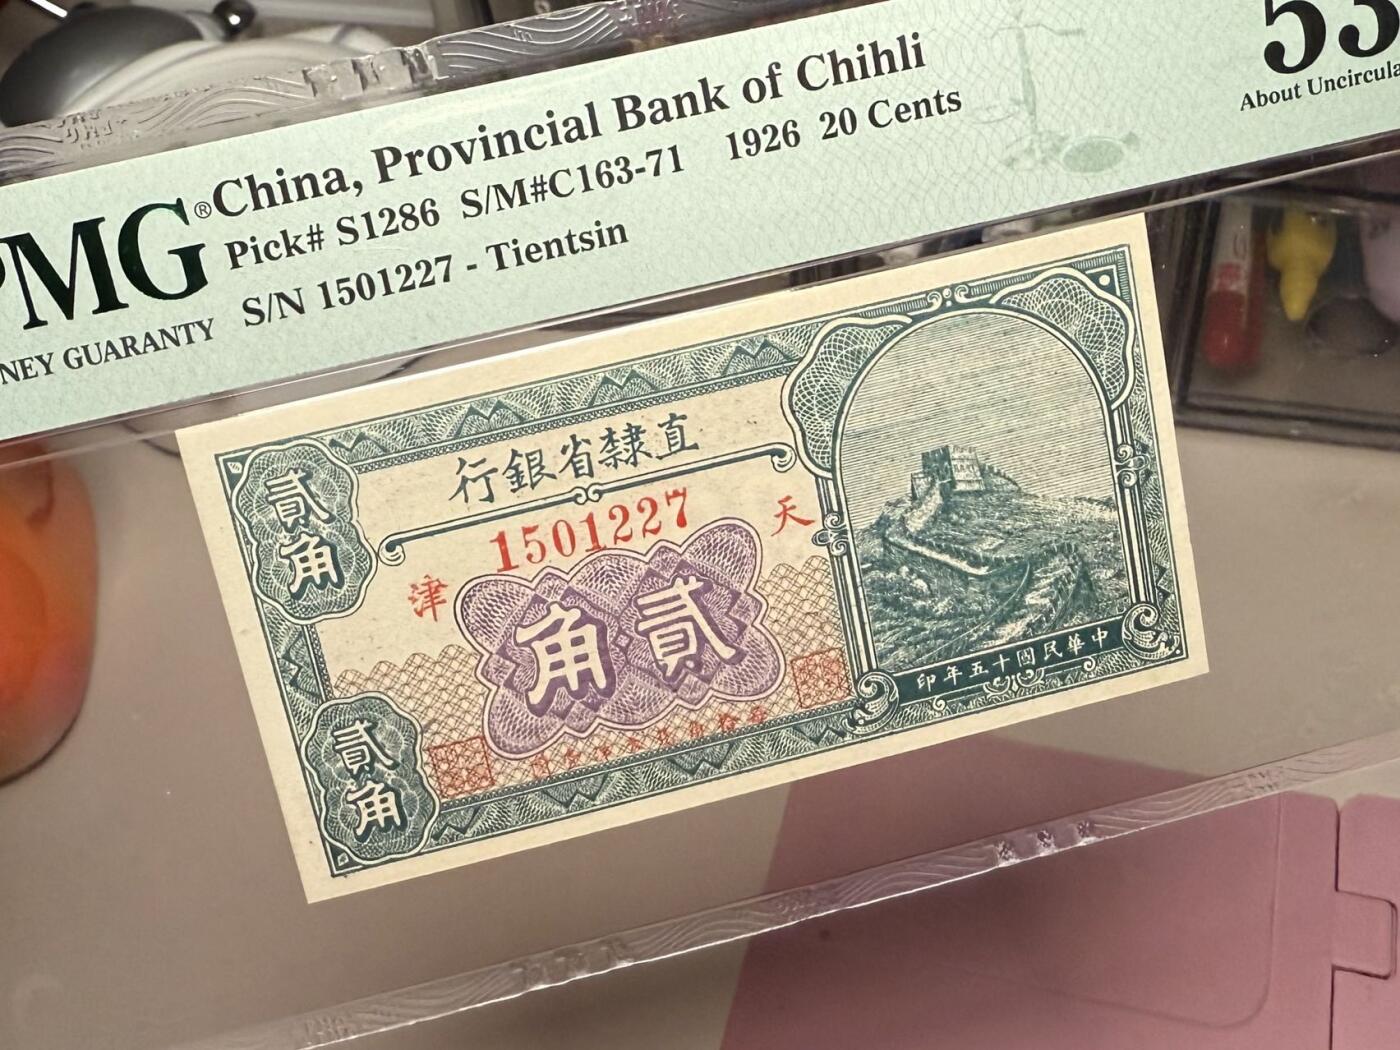 China, Provincial Bank of Chihli
Pick# S1286 S/M#C163-71 1926 20 Cents
S/N 1501227 - Tientsin
53
About Uncircula
PMG®
NEY GUARANTY
直隸省銀行
1501227
天
津
貳角
貳角
貳角
中華民國十五年印